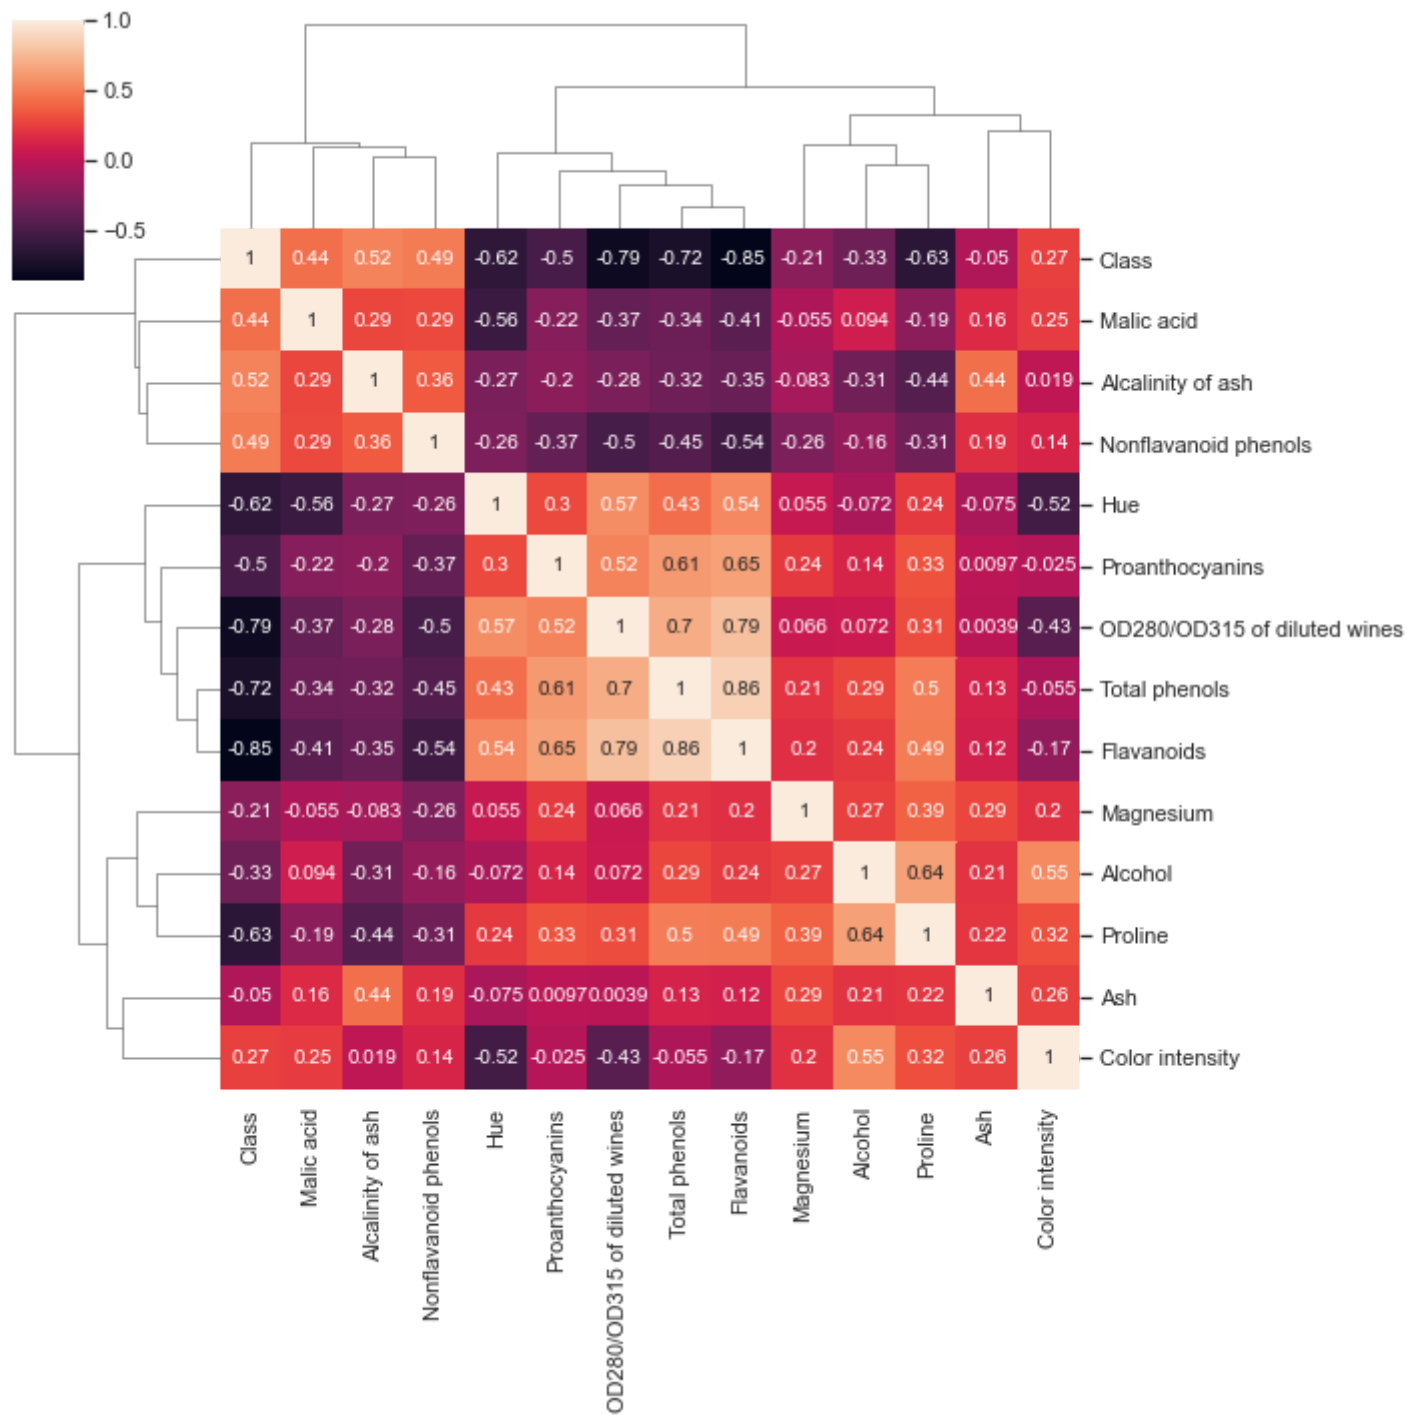 1.0
0.5
0.0
−0.5
1 0.44 0.52 0.49 -0.62 -0.5 -0.79 -0.72 -0.85 -0.21 -0.33 -0.63 -0.05 0.27 Class
0.44 1 0.29 0.29 -0.56 -0.22 -0.37 -0.34 -0.41 -0.055 0.094 -0.19 0.16 0.25 Malic acid
0.52 0.29 1 0.36 -0.27 -0.2 -0.28 -0.32 -0.35 -0.083 -0.31 -0.44 0.44 0.019 Alcalinity of ash
0.49 0.29 0.36 1 -0.26 -0.37 -0.5 -0.45 -0.54 -0.26 -0.16 -0.31 0.19 0.14 Nonflavanoid phenols
-0.62 -0.56 -0.27 -0.26 1 0.3 0.57 0.43 0.54 0.055 -0.072 0.24 -0.075 -0.52 Hue
-0.5 -0.22 -0.2 -0.37 0.3 1 0.52 0.61 0.65 0.24 0.14 0.33 0.0097 -0.025 Proanthocyanins
-0.79 -0.37 -0.28 -0.5 0.57 0.52 1 0.7 0.79 0.066 0.072 0.31 0.0039 -0.43 OD280/OD315 of diluted wines
-0.72 -0.34 -0.32 -0.45 0.43 0.61 0.7 1 0.86 0.21 0.29 0.5 0.13 -0.055 Total phenols
-0.85 -0.41 -0.35 -0.54 0.54 0.65 0.79 0.86 1 0.2 0.24 0.49 0.12 -0.17 Flavanoids
-0.21 -0.055 -0.083 -0.26 0.055 0.24 0.066 0.21 0.2 1 0.27 0.39 0.29 0.2 Magnesium
-0.33 0.094 -0.31 -0.16 -0.072 0.14 0.072 0.29 0.24 0.27 1 0.64 0.21 0.55 Alcohol
-0.63 -0.19 -0.44 -0.31 0.24 0.33 0.31 0.5 0.49 0.39 0.64 1 0.22 0.32 Proline
-0.05 0.16 0.44 0.19 -0.075 0.0097 0.0039 0.13 0.12 0.29 0.21 0.22 1 0.26 Ash
0.27 0.25 0.019 0.14 -0.52 -0.025 -0.43 -0.055 -0.17 0.2 0.55 0.32 0.26 1 Color intensity
Class
Malic acid
Alcalinity of ash
Nonflavanoid phenols
Hue
Proanthocyanins
OD280/OD315 of diluted wines
Total phenols
Flavanoids
Magnesium
Alcohol
Proline
Ash
Color intensity